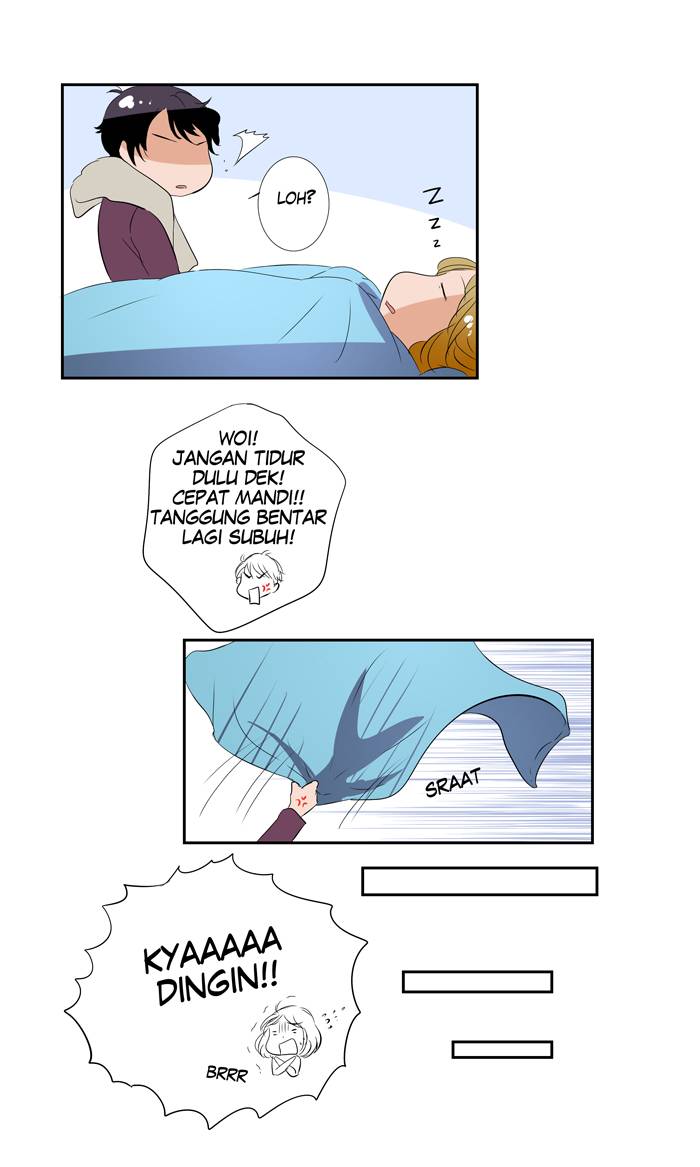 LOH?
Z
Z
Z
WOI!
JANGAN TIDUR
DULU DEK!
CEPAT MANDI!!
TANGGUNG BENTAR
LAGI SUBUH!
SRAAT
KYAAAAA
DINGIN!!
BRRR